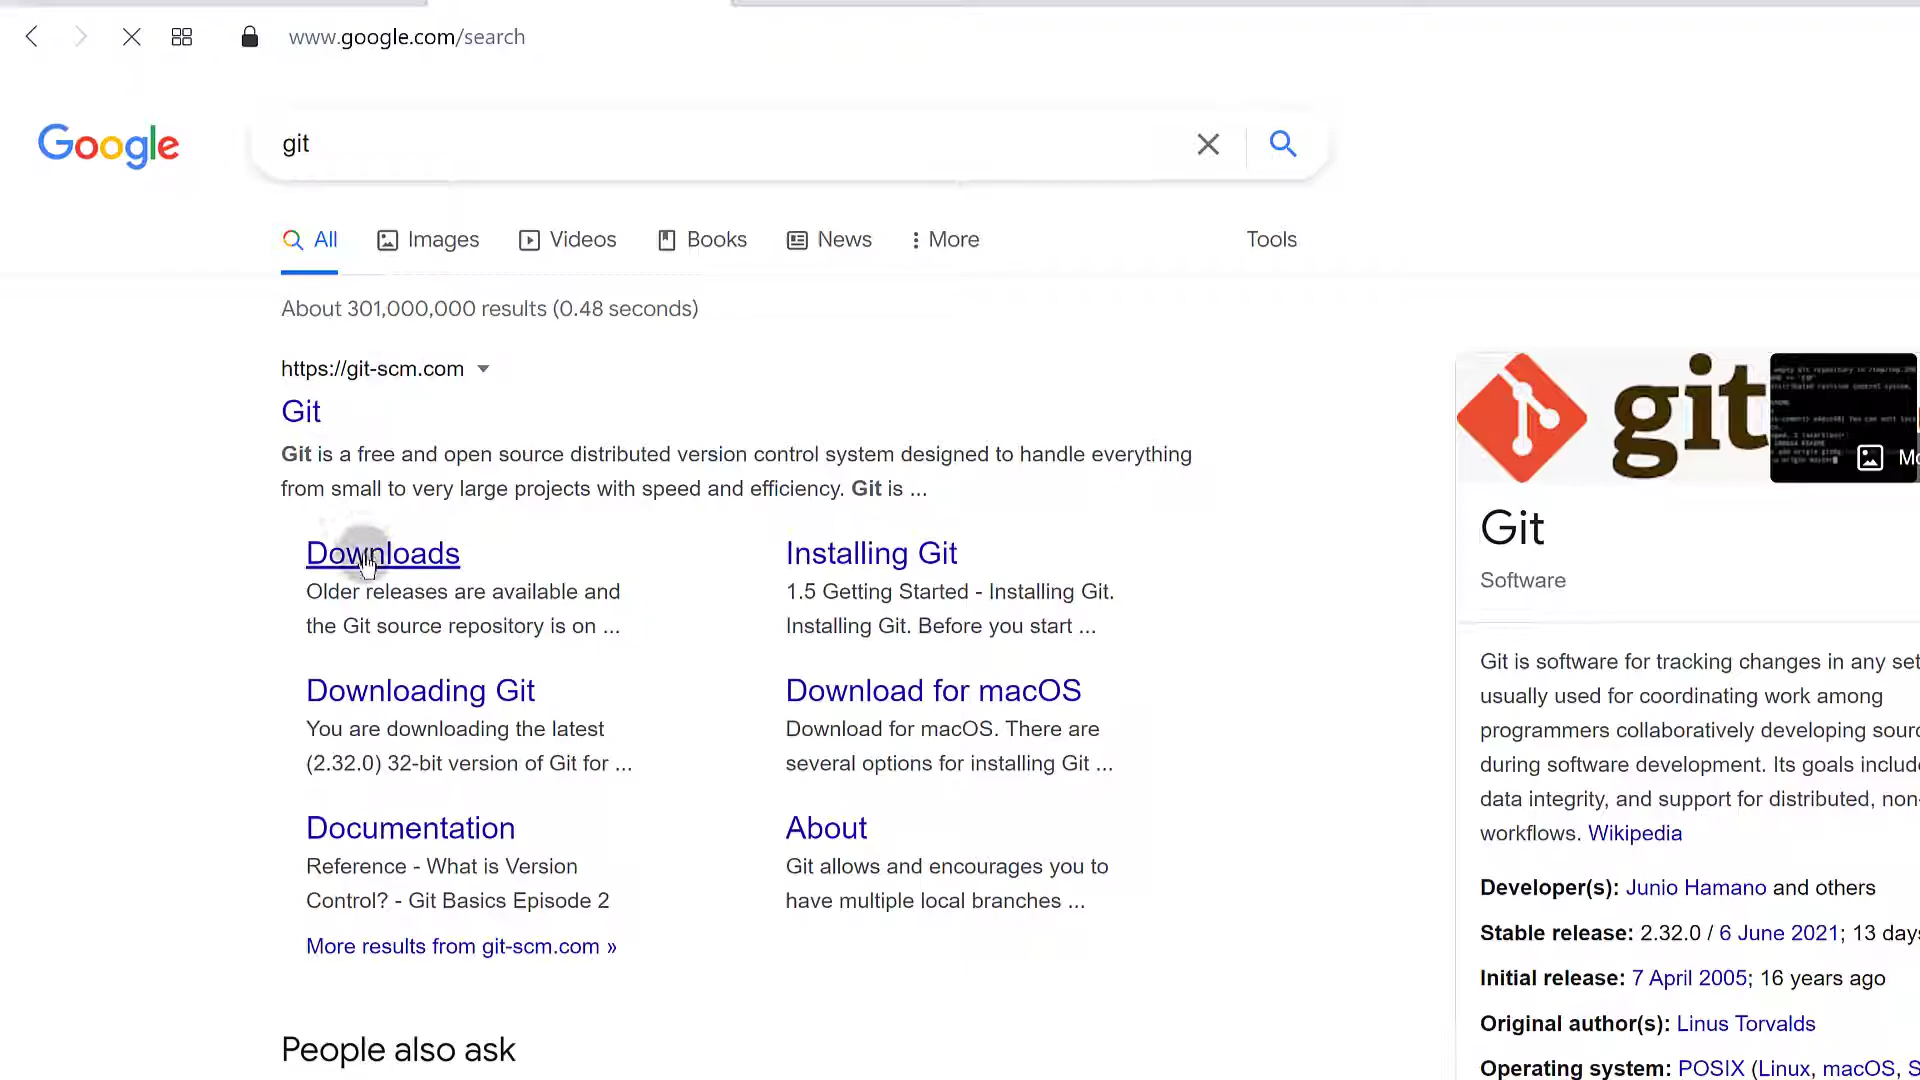 www.google.com/search
Google
git
All
Images
Videos
Books
News
More
Tools
About 301,000,000 results (0.48 seconds)
https://git-scm.com
Git
Git is a free and open source distributed version control system designed to handle everything
from small to very large projects with speed and efficiency. Git is ...
Downloads
Older releases are available and
the Git source repository is on ...
Installing Git
1.5 Getting Started - Installing Git.
Installing Git. Before you start ...
Downloading Git
You are downloading the latest
(2.32.0) 32-bit version of Git for ...
Download for macOS
Download for macOS. There are
several options for installing Git ...
Documentation
Reference - What is Version
Control? - Git Basics Episode 2
About
Git allows and encourages you to
have multiple local branches ...
More results from git-scm.com »
People also ask
git
Git
Software
Git is software for tracking changes in any
usually used for coordinating work among
programmers collaboratively developing
during software development. Its goals
data integrity, and support for distributed,
workflows. Wikipedia
Developer(s): Junio Hamano and others
Stable release: 2.32.0 / 6 June 2021; 13
Initial release: 7 April 2005; 16 years ago
Original author(s): Linus Torvalds
Operating system: POSIX (Linux, macOS,